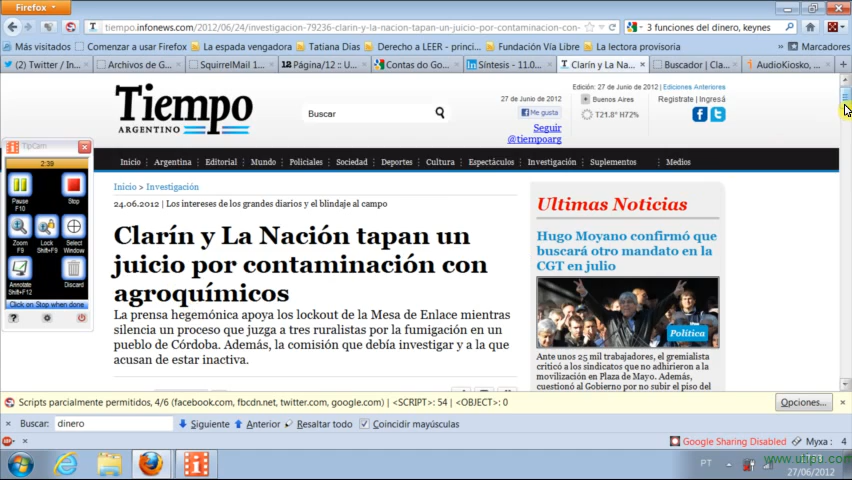 Firefox
tiempo.infonews.com/2012/06/24/investigacion-79236-clarin-y-la-nacion-tapan-un-juicio-por-contaminacion-con-
3 funciones del dinero, keynes
Más visitados
Comenzar a usar Firefox
La espada vengadora
Tatiana Días
Derecho a LEER - princi...
Fundación Vía Libre
La lectora provisoria
Marcadores
(2) Twitter / In...
Archivos de G...
SquirrelMail 1...
Página/12 :: U...
Contas do Go...
Síntesis - 11.0...
Clarín y La Na...
Buscador | Cla...
AudioKiosko, ...
Tiempo
ARGENTINO
Buscar
27 de Junio de 2012
Me gusta
Seguir
@tiempoarg
Edición: 27 de Junio de 2012 | Ediciones Anteriores
Buenos Aires
T21.8° H72%
Registrate | Ingresá
Inicio
Argentina
Editorial
Mundo
Policiales
Sociedad
Deportes
Cultura
Espectáculos
Investigación
Suplementos
Medios
TipCam
2:39
Pause
F10
Stop
Zoom
F9
Lock
Shift+F9
Select
Window
Annotate
Shift+F12
Discard
Click on Stop when done
Inicio > Investigación
24.06.2012 | Los intereses de los grandes diarios y el blindaje al campo
Clarín y La Nación tapan un
juicio por contaminación con
agroquímicos
La prensa hegemónica apoya los lockout de la Mesa de Enlace mientras
silencia un proceso que juzga a tres ruralistas por la fumigación en un
pueblo de Córdoba. Además, la comisión que debía investigar y a la que
acusan de estar inactiva.
Ultimas Noticias
Hugo Moyano confirmó que
buscará otro mandato en la
CGT en julio
Política
Ante unos 25 mil trabajadores, el gremialista
criticó a los sindicatos que no adhirieron a la
movilización en Plaza de Mayo. Además,
cuestionó al Gobierno por no subir el piso del
Scripts parcialmente permitidos, 4/6 (facebook.com, fbcdn.net, twitter.com, google.com) | <SCRIPT>: 54 | <OBJECT>: 0
Opciones...
Buscar: dinero
Siguiente
Anterior
Resaltar todo
Coincidir mayúsculas
Google Sharing Disabled
Myxa : 4
PT
27/06/2012